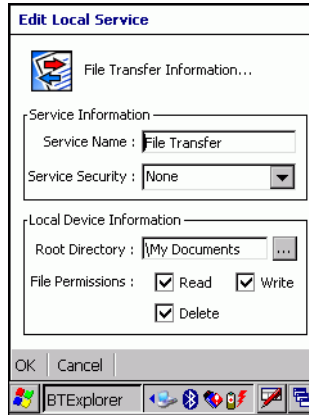 Edit Local Service
File Transfer Information...
Service Information
Service Name : File Transfer
Service Security : None
Local Device Information
Root Directory : \My Documents ...
File Permissions : Read Write
Delete
OK Cancel
BTExplorer